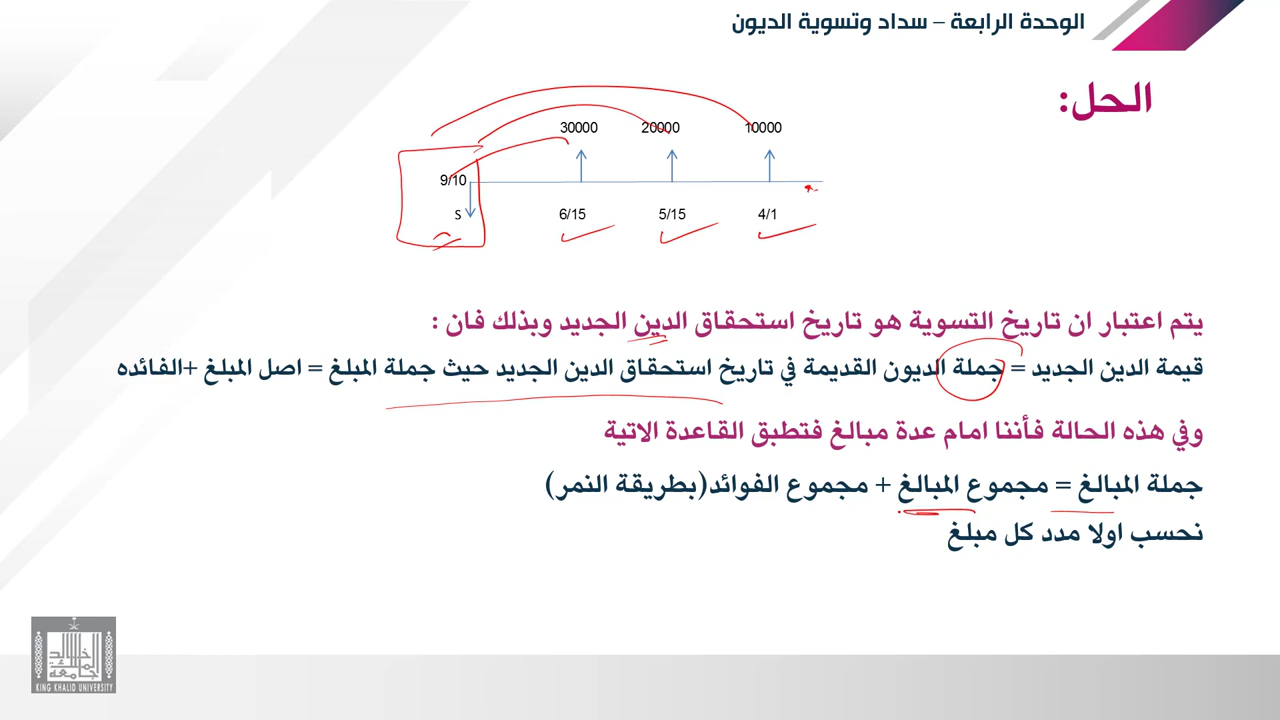 الوحدة الرابعة – سداد وتسوية الديون
الحل:
30000 20000 10000
9/10
S 6/15 5/15 4/1
يتم اعتبار ان تاريخ التسوية هو تاريخ استحقاق الدين الجديد وبذلك فان :
قيمة الدين الجديد = جملة الديون القديمة في تاريخ استحقاق الدين الجديد حيث جملة المبلغ = اصل المبلغ +الفائده
وفي هذه الحالة فأننا امام عدة مبالغ فتطبق القاعدة الاتية
جملة المبالغ = مجموع المبالغ + مجموع الفوائد(بطريقة النمر)
نحسب اولا مدد كل مبلغ
جامعة الملك خالد
KING KHALID UNIVERSITY